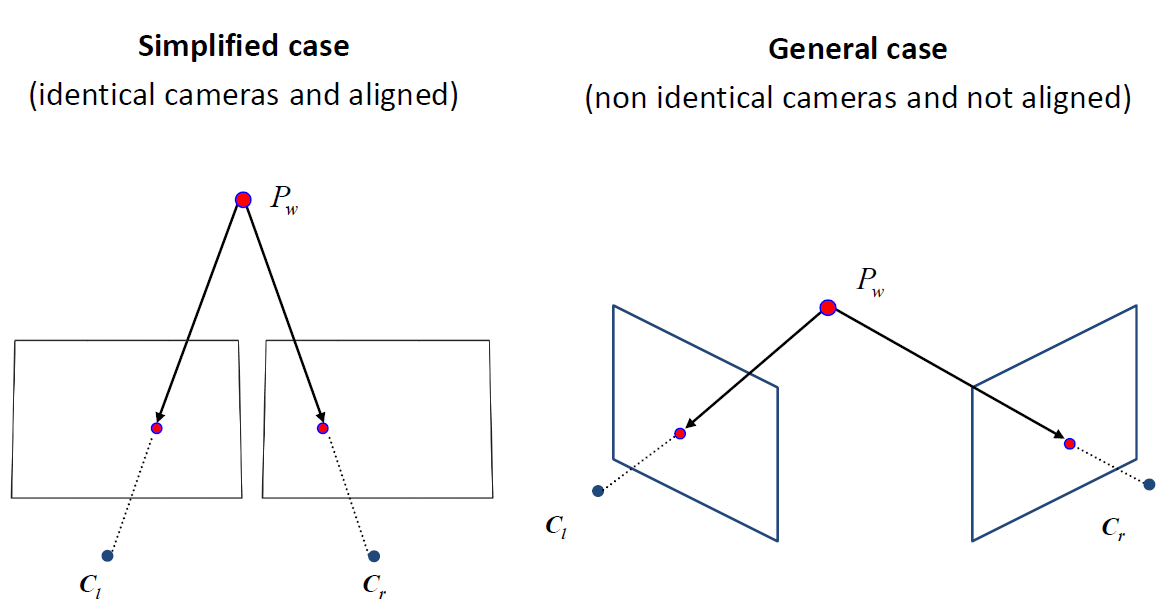 Simplified case
(identical cameras and aligned)
P_w
C_l
C_r
General case
(non identical cameras and not aligned)
P_w
C_l
C_r